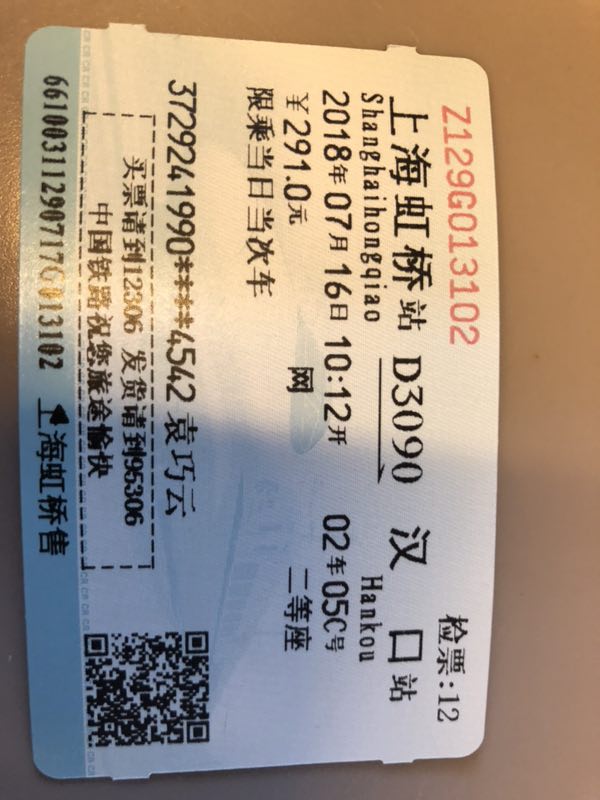 Z129G013102
检票:12
上海虹桥站 D3090 汉口站
Shanghaihongqiao Hankou
2018年07月16日10:12开 02车05C号
￥291.0元 网 二等座
限乘当日当次车
3729241990****4542 袁巧云
买票请到12306 发货请到95306
中国铁路祝您旅途愉快
66100311290717G013102 上海虹桥售